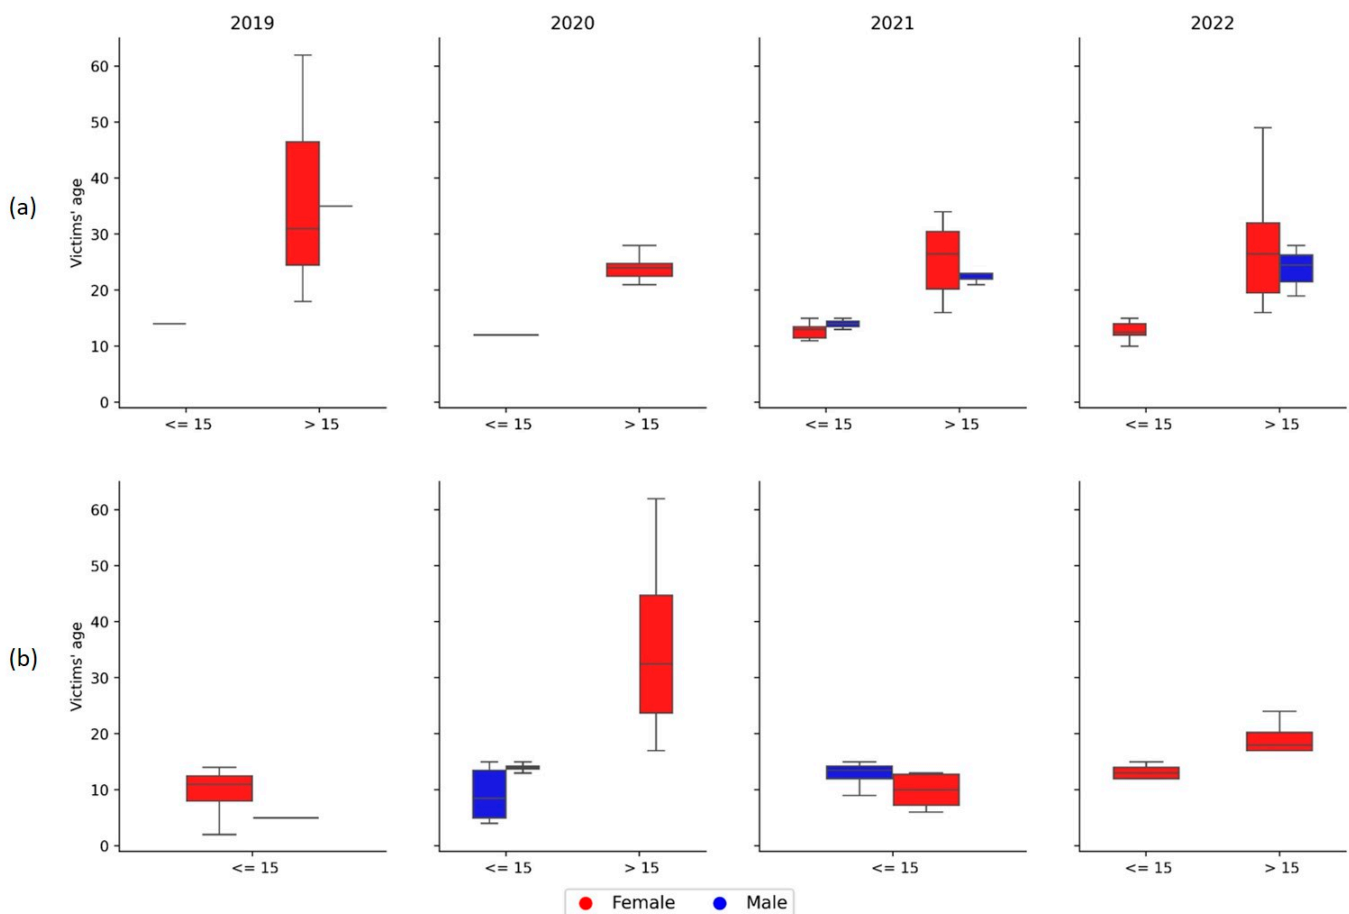 2019 2020 2021 2022
(a)
Victims' age
60
50
40
30
20
10
0
<= 15 > 15 <= 15 > 15 <= 15 > 15 <= 15 > 15
(b)
Victims' age
60
50
40
30
20
10
0
<= 15 <= 15 > 15 <= 15 <= 15 > 15
Female Male